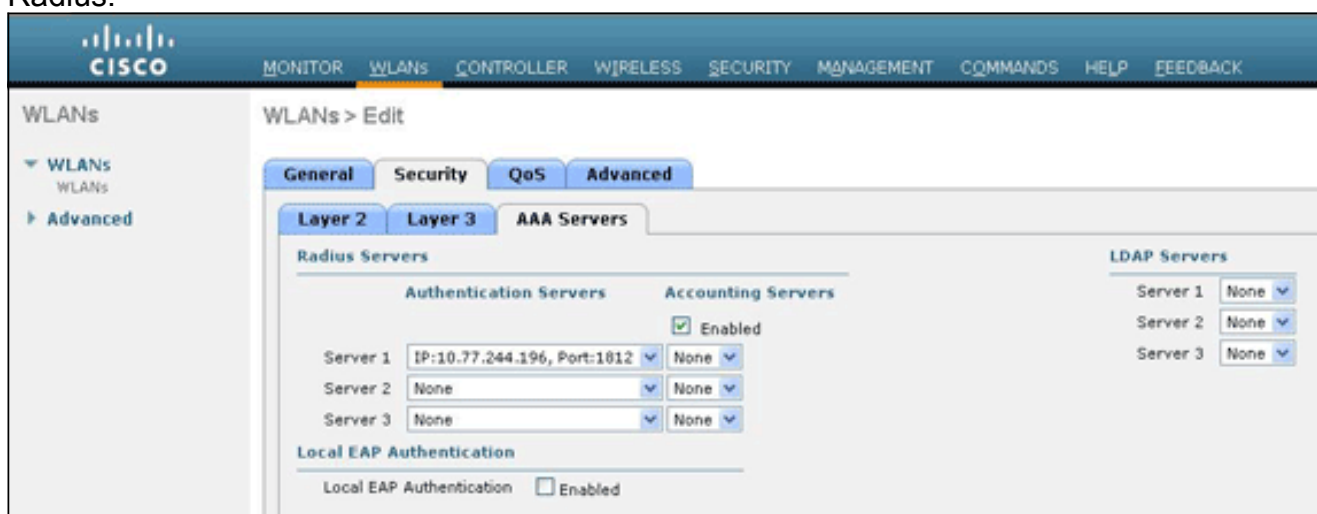 Radius.
CISCO
MONITOR WLANs CONTROLLER WIRELESS SECURITY MANAGEMENT COMMANDS HELP FEEDBACK
WLANs
WLANs > Edit
WLANs
WLANs
Advanced
General Security QoS Advanced
Layer 2 Layer 3 AAA Servers
Radius Servers
LDAP Servers
Authentication Servers Accounting Servers
Enabled
Server 1 IP:10.77.244.196, Port:1812 None
Server 2 None None
Server 3 None None
Server 1 None
Server 2 None
Server 3 None
Local EAP Authentication
Local EAP Authentication Enabled